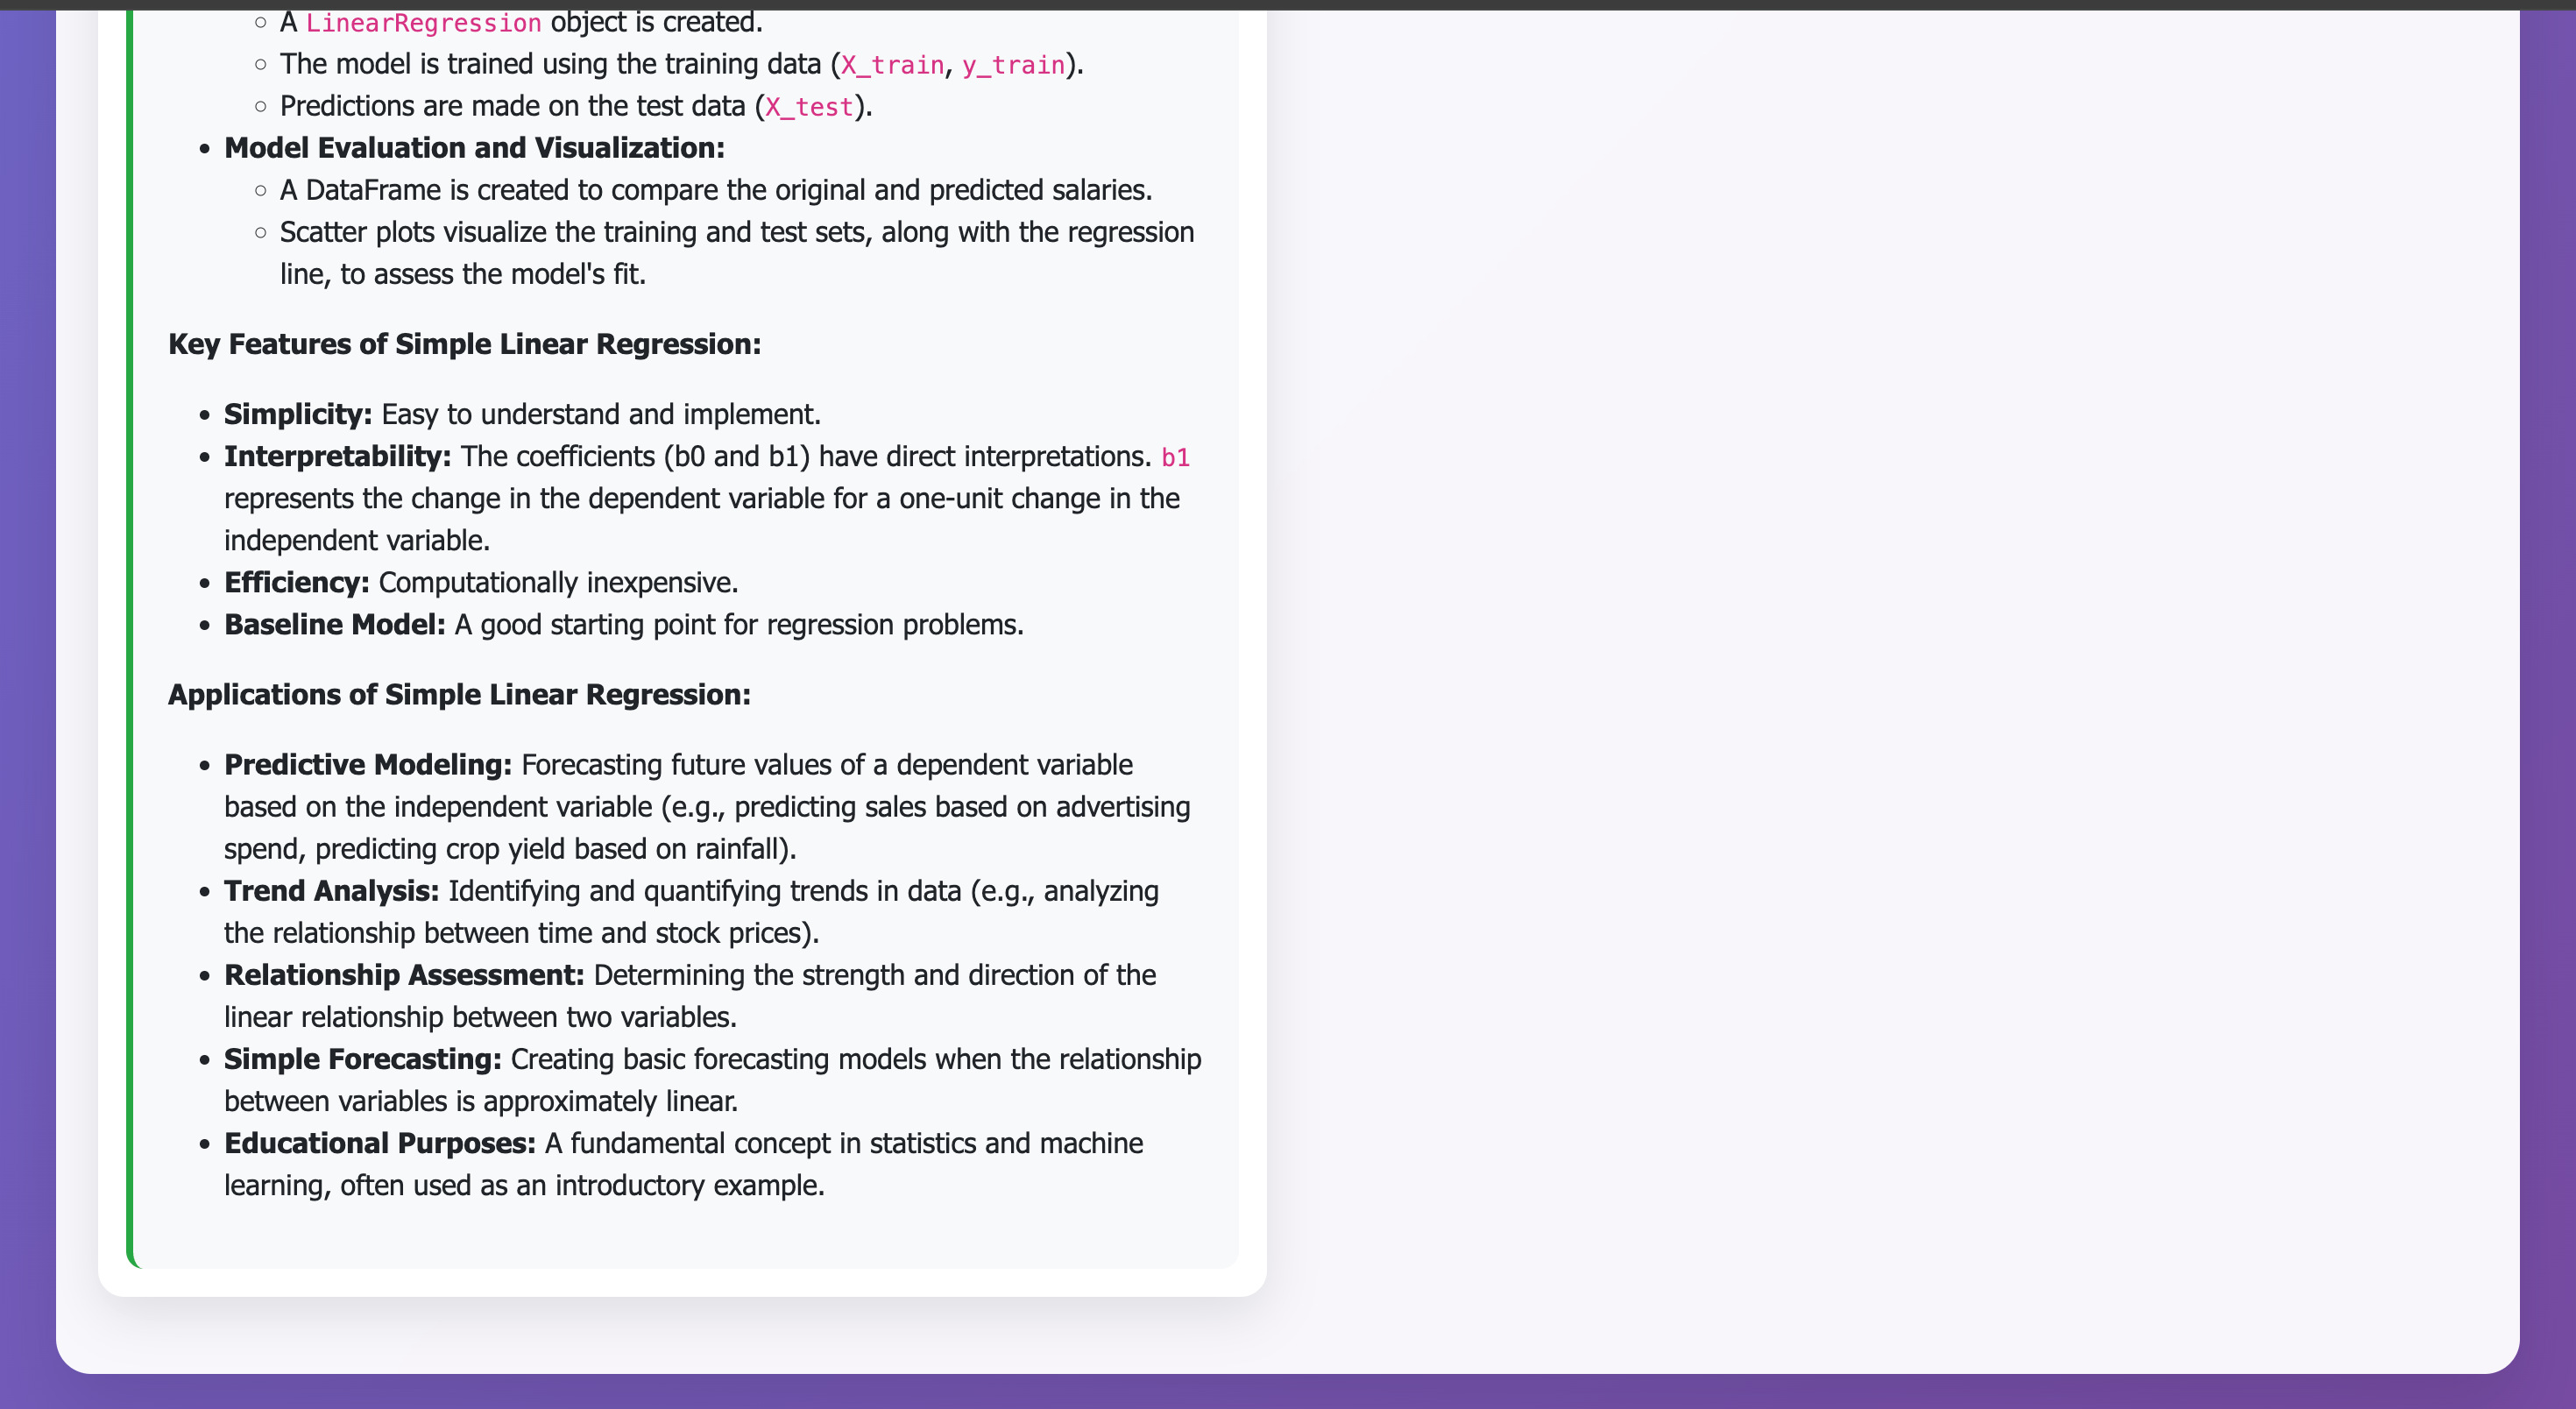 A LinearRegression object is created.
The model is trained using the training data (X_train, y_train).
Predictions are made on the test data (X_test).
Model Evaluation and Visualization:
A DataFrame is created to compare the original and predicted salaries.
Scatter plots visualize the training and test sets, along with the regression
line, to assess the model's fit.
Key Features of Simple Linear Regression:
Simplicity: Easy to understand and implement.
Interpretability: The coefficients (b0 and b1) have direct interpretations. b1
represents the change in the dependent variable for a one-unit change in the
independent variable.
Efficiency: Computationally inexpensive.
Baseline Model: A good starting point for regression problems.
Applications of Simple Linear Regression:
Predictive Modeling: Forecasting future values of a dependent variable
based on the independent variable (e.g., predicting sales based on advertising
spend, predicting crop yield based on rainfall).
Trend Analysis: Identifying and quantifying trends in data (e.g., analyzing
the relationship between time and stock prices).
Relationship Assessment: Determining the strength and direction of the
linear relationship between two variables.
Simple Forecasting: Creating basic forecasting models when the relationship
between variables is approximately linear.
Educational Purposes: A fundamental concept in statistics and machine
learning, often used as an introductory example.